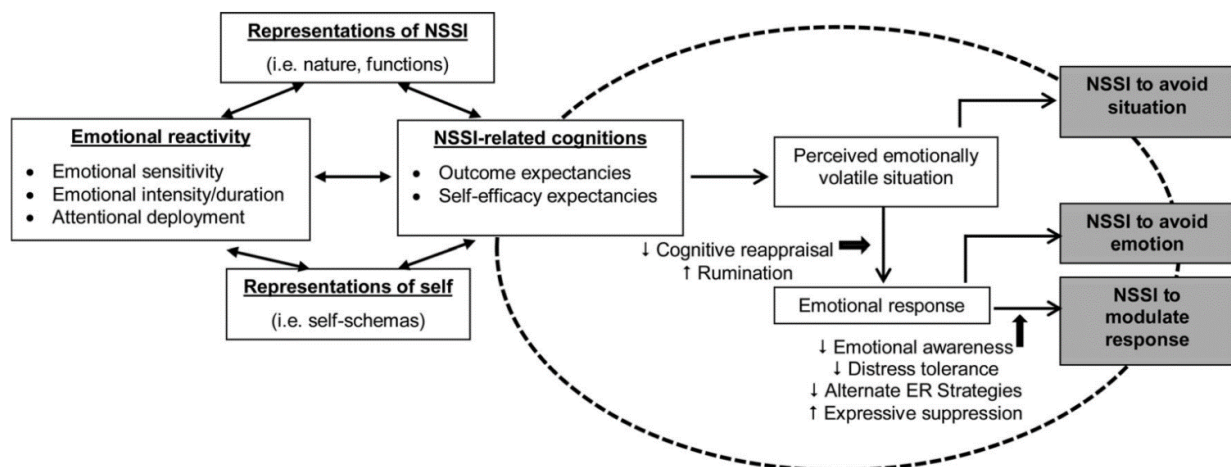 Representations of NSSI
(i.e. nature, functions)
Emotional reactivity
• Emotional sensitivity
• Emotional intensity/duration
• Attentional deployment
NSSI-related cognitions
• Outcome expectancies
• Self-efficacy expectancies
Representations of self
(i.e. self-schemas)
Perceived emotionally
volatile situation
↓ Cognitive reappraisal
↑ Rumination
Emotional response
↓ Emotional awareness
↓ Distress tolerance
↓ Alternate ER Strategies
↑ Expressive suppression
NSSI to avoid
situation
NSSI to avoid
emotion
NSSI to
modulate
response